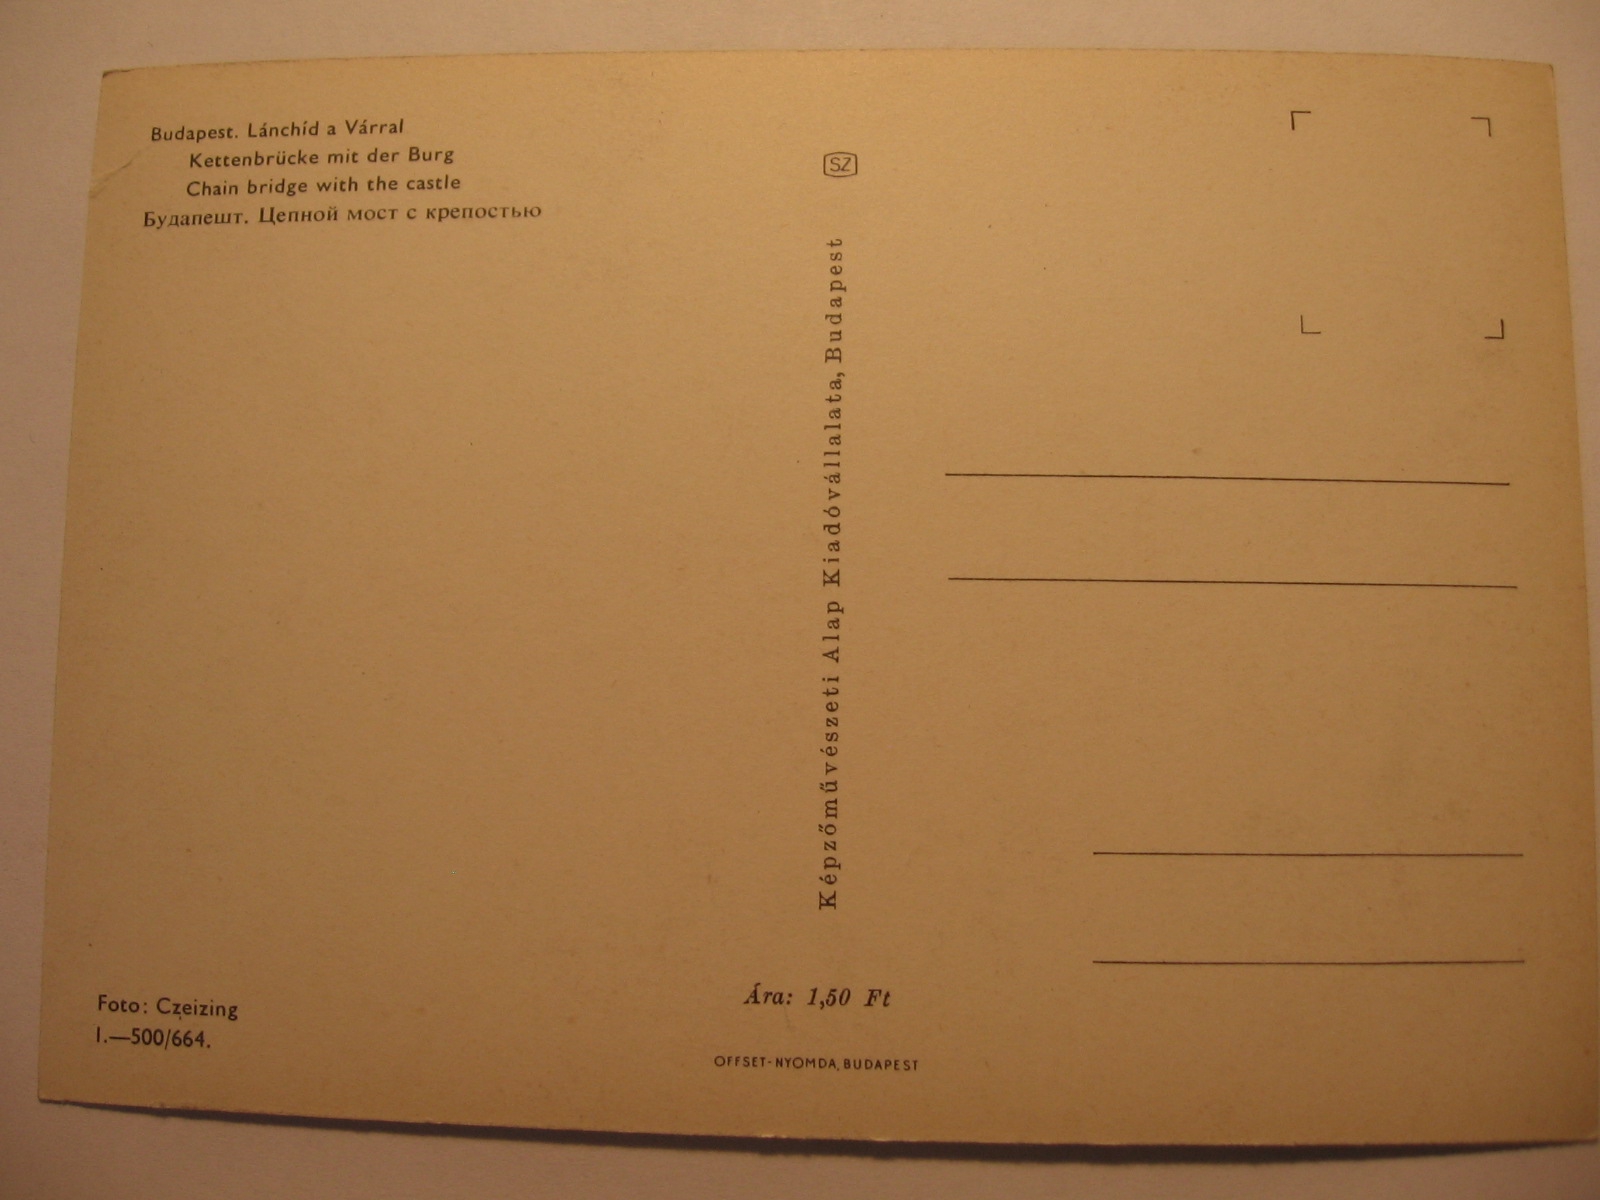 Budapest. Lánchíd a Várral
Kettenbrücke mit der Burg
Chain bridge with the castle
Будапешт. Цепной мост с крепостью
SZ
Képzőművészeti Alap Kiadóvállalata, Budapest
Foto: Czeizing
I.—500/664.
Ára: 1,50 Ft
OFFSET-NYOMDA, BUDAPEST